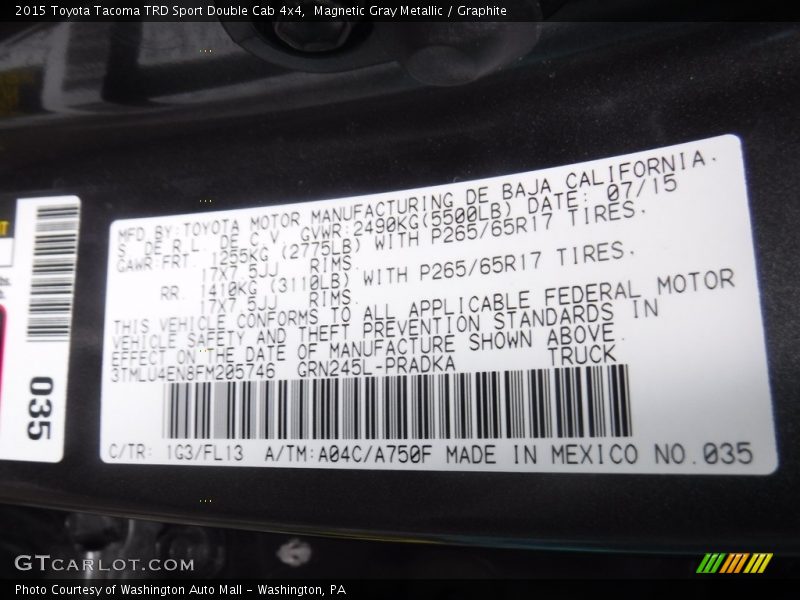 2015 Toyota Tacoma TRD Sport Double Cab 4x4, Magnetic Gray Metallic / Graphite
MFD BY:TOYOTA MOTOR MANUFACTURING DE BAJA CALIFORNIA.
S. DE R.L. DE C.V. GVWR:2490KG(5500LB) DATE: 07/15
GAWR:FRT. 1255KG (2775LB) WITH P265/65R17 TIRES.
17X7.5JJ RIMS.
RR. 1410KG (3110LB) WITH P265/65R17 TIRES.
17X7.5JJ RIMS.
THIS VEHICLE CONFORMS TO ALL APPLICABLE FEDERAL MOTOR
VEHICLE SAFETY AND THEFT PREVENTION STANDARDS IN
EFFECT ON THE DATE OF MANUFACTURE SHOWN ABOVE.
3TMLU4EN8FM205746 GRN245L-PRADKA TRUCK
C/TR: 1G3/FL13 A/TM:A04C/A750F MADE IN MEXICO NO.035
035
GTCARLOT.COM
Photo Courtesy of Washington Auto Mall - Washington, PA